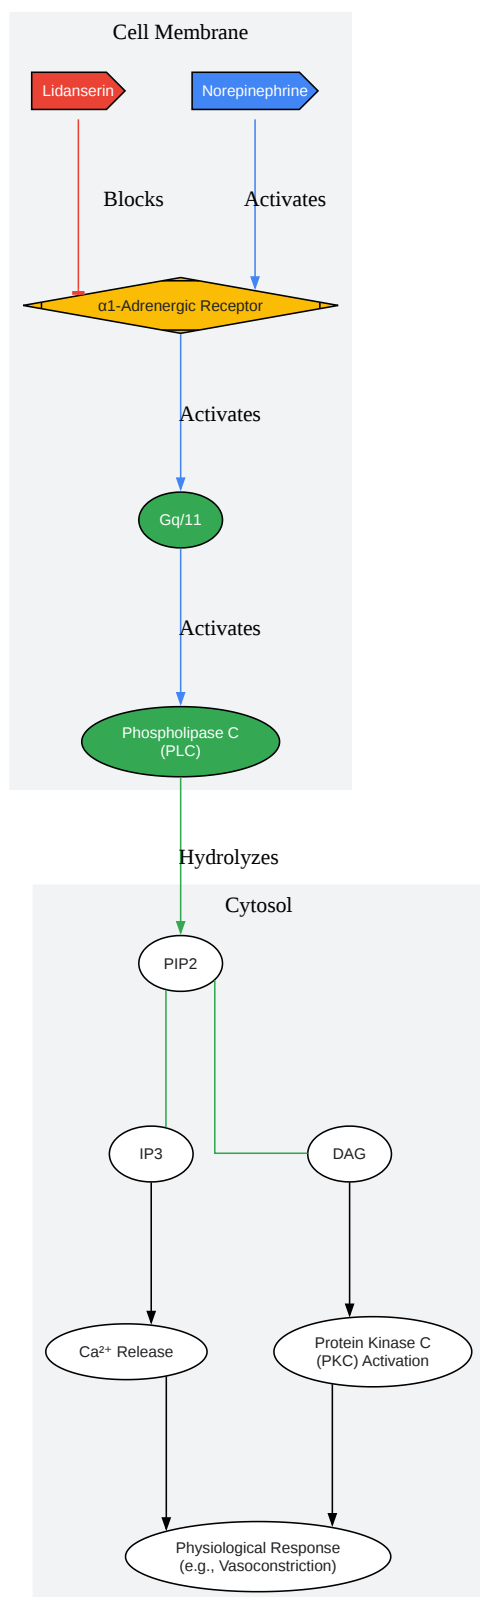 Cell Membrane
Lidanserin
Norepinephrine
Blocks
Activates
α1-Adrenergic Receptor
Activates
Gq/11
Activates
Phospholipase C
(PLC)
Hydrolyzes
Cytosol
PIP2
IP3
DAG
Ca²⁺ Release
Protein Kinase C
(PKC) Activation
Physiological Response
(e.g., Vasoconstriction)